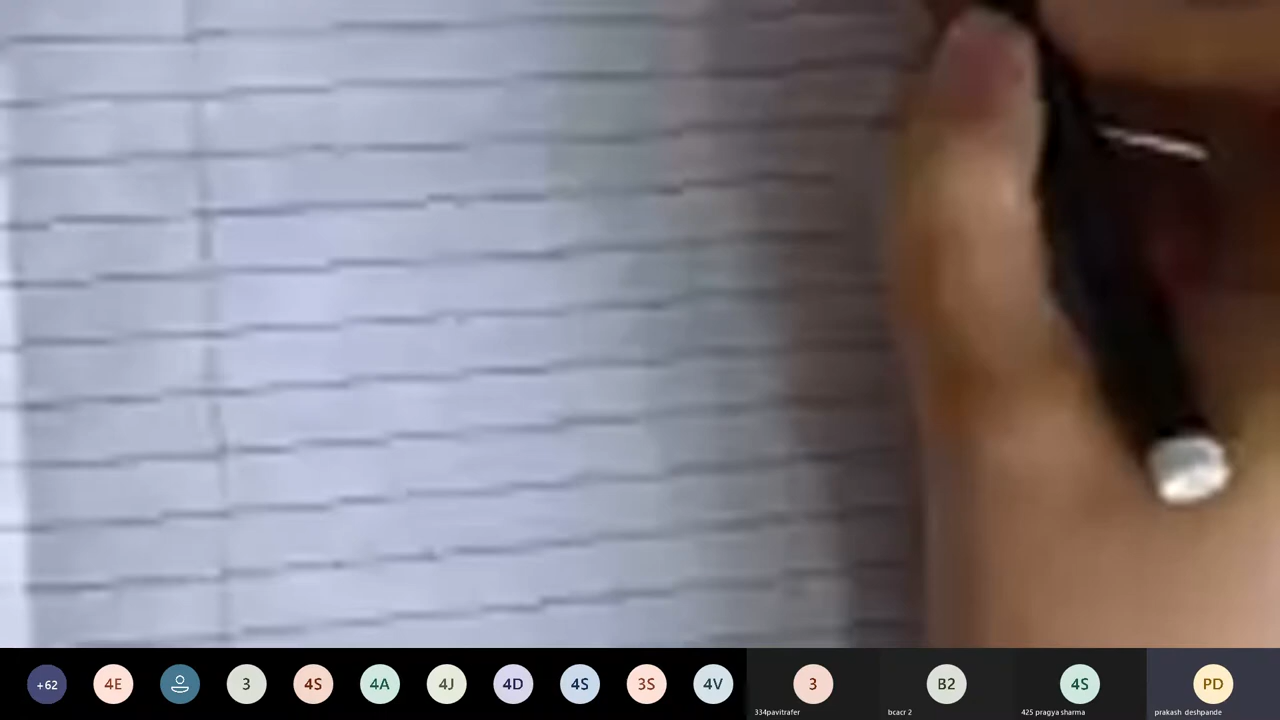 +62 4E 3 4S 4A 4J 4D 4S 3S 4V 3 B2 4S PD
334pavitrafer bcacr 2 425 pragya sharma prakash deshpande